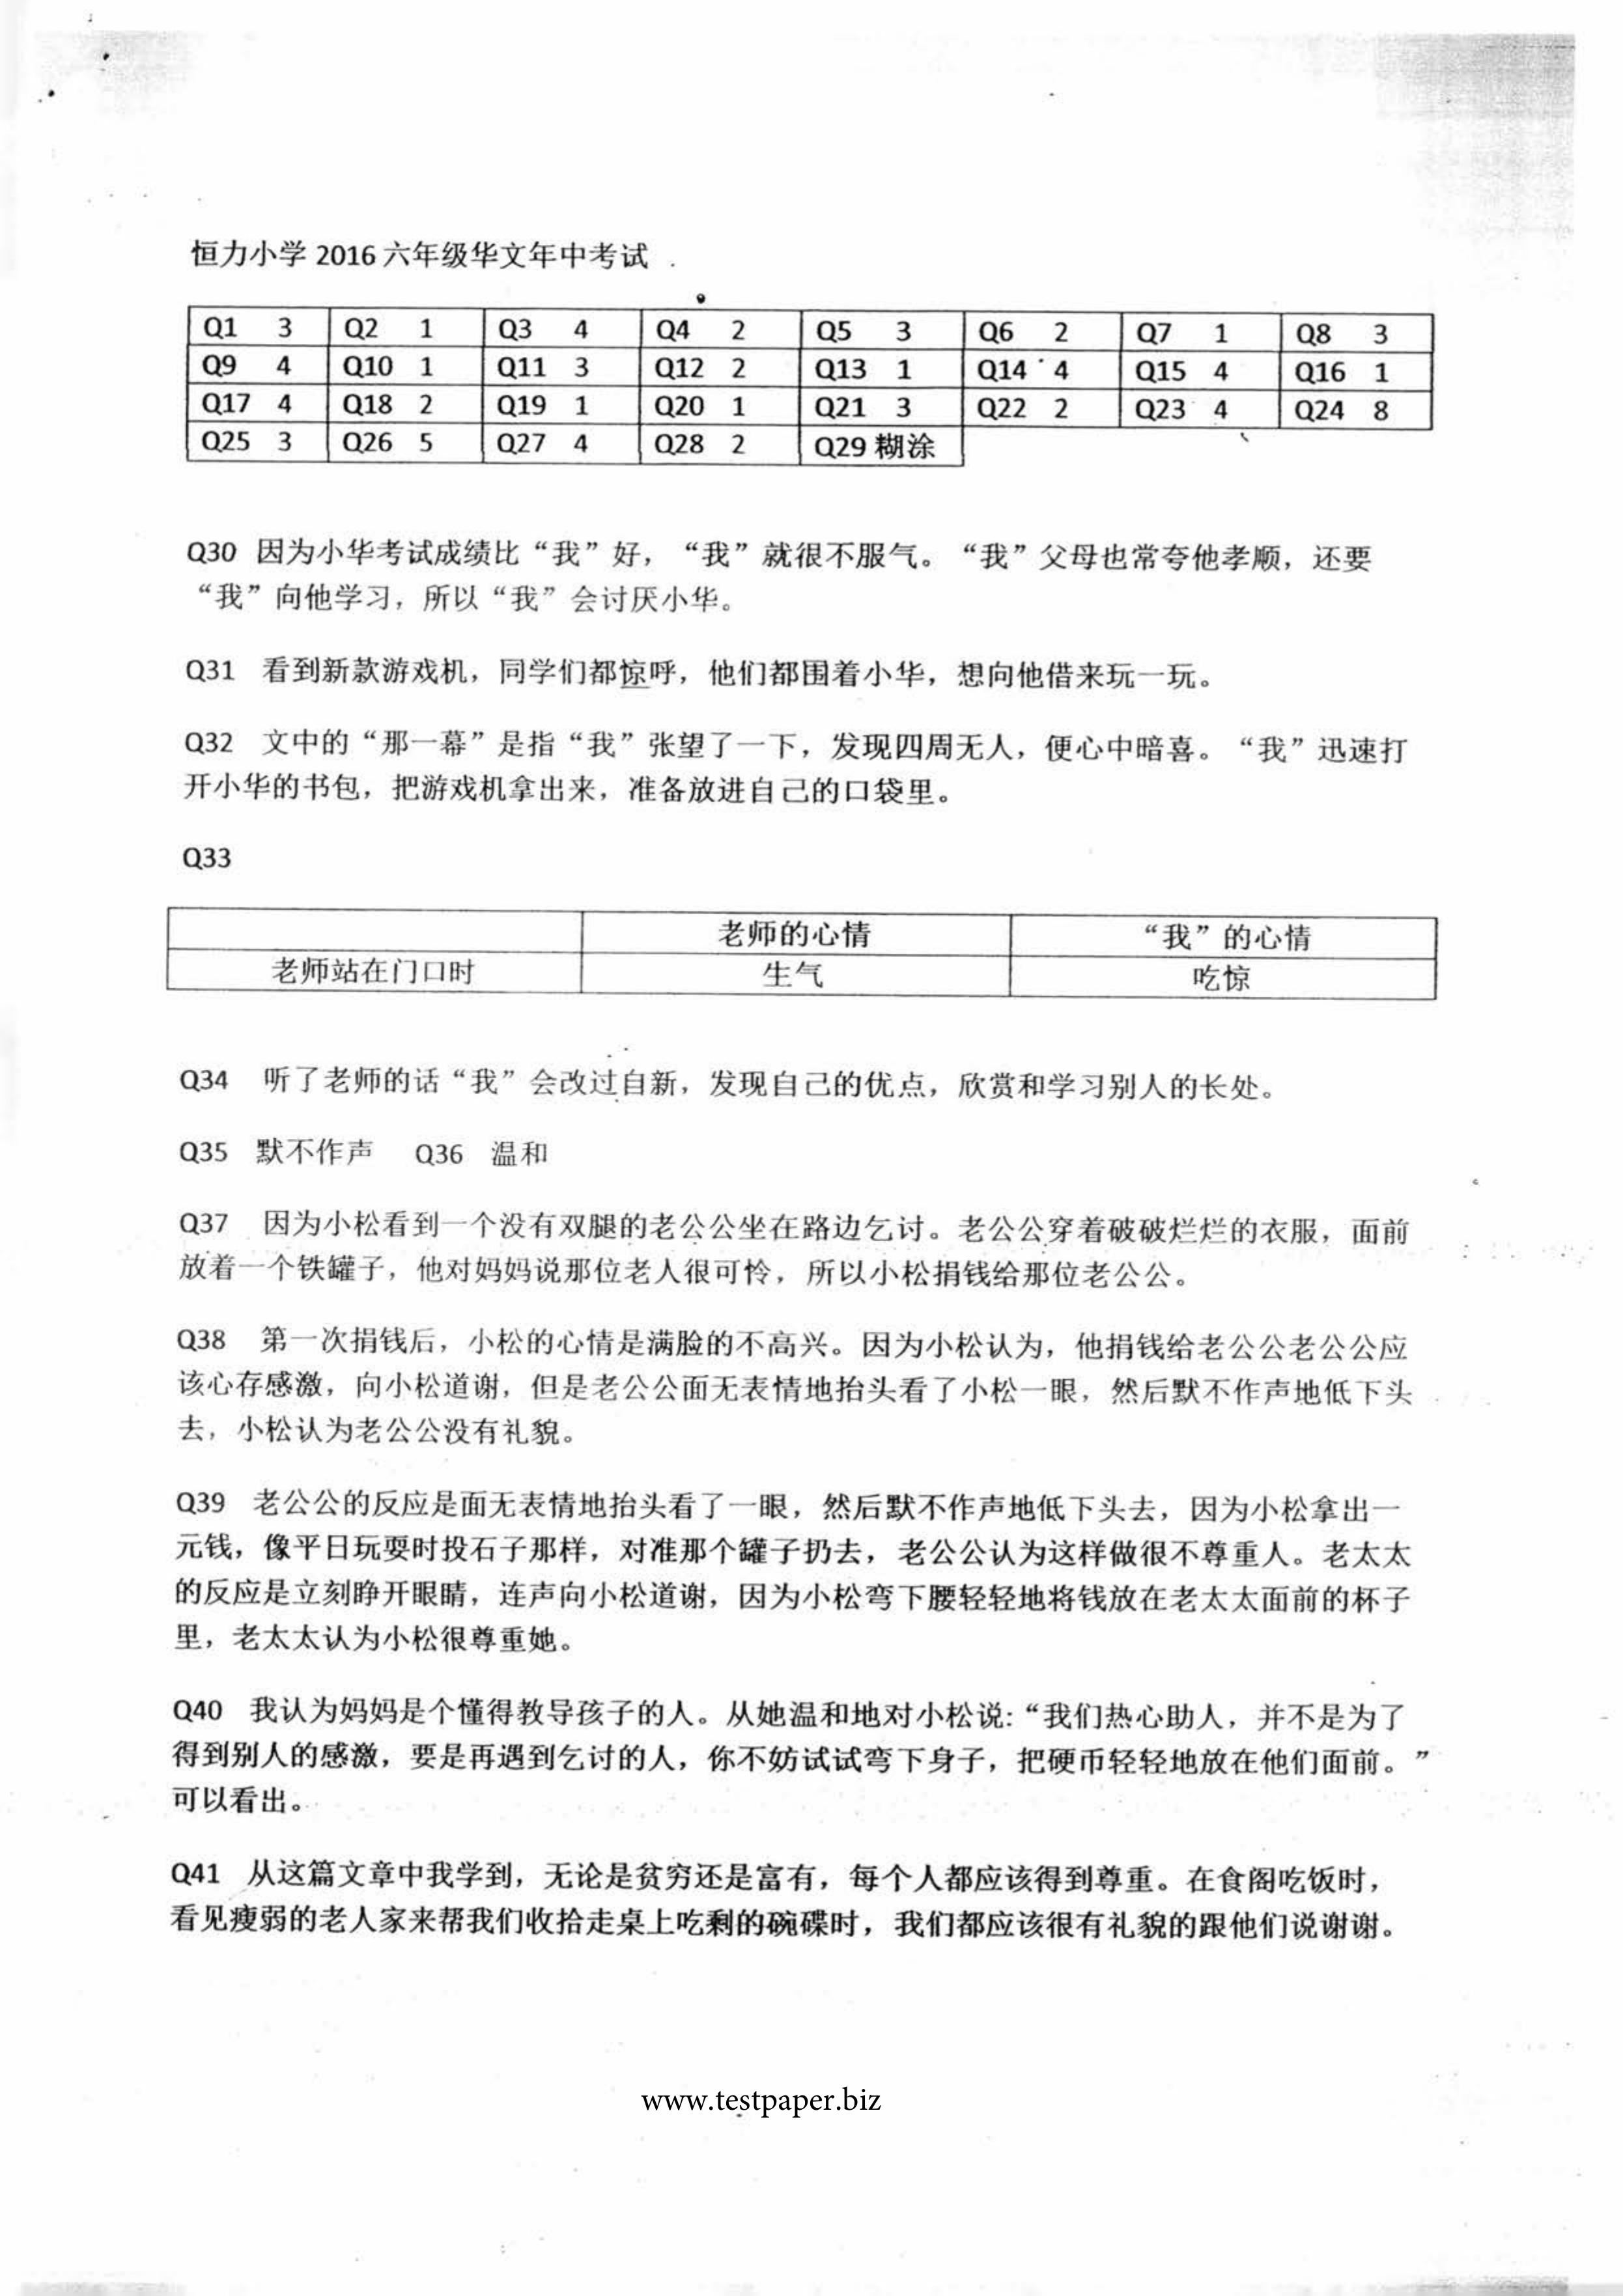 恒力小学 2016 六年级华文年中考试
Q1 3 Q2 1 Q3 4 Q4 2 Q5 3 Q6 2 Q7 1 Q8 3
Q9 4 Q10 1 Q11 3 Q12 2 Q13 1 Q14 4 Q15 4 Q16 1
Q17 4 Q18 2 Q19 1 Q20 1 Q21 3 Q22 2 Q23 4 Q24 8
Q25 3 Q26 5 Q27 4 Q28 2 Q29 糊涂
Q30 因为小华考试成绩比“我”好，“我”就很不服气。“我”父母也常夸他孝顺，还要
“我”向他学习，所以“我”会讨厌小华。
Q31 看到新款游戏机，同学们都惊呼，他们都围着小华，想向他借来玩一玩。
Q32 文中的“那一幕”是指“我”张望了一下，发现四周无人，便心中暗喜。“我”迅速打
开小华的书包，把游戏机拿出来，准备放进自己的口袋里。
Q33
老师的心情 “我”的心情
老师站在门口时 生气 吃惊
Q34 听了老师的话“我”会改过自新，发现自己的优点，欣赏和学习别人的长处。
Q35 默不作声 Q36 温和
Q37 因为小松看到一个没有双腿的老公公坐在路边乞讨。老公公穿着破破烂烂的衣服，面前
放着一个铁罐子，他对妈妈说那位老人很可怜，所以小松捐钱给那位老公公。
Q38 第一次捐钱后，小松的心情是满脸的不高兴。因为小松认为，他捐钱给老公公老公公应
该心存感激，向小松道谢，但是老公公面无表情地抬头看了小松一眼，然后默不作声地低下头
去，小松认为老公公没有礼貌。
Q39 老公公的反应是面无表情地抬头看了一眼，然后默不作声地低下头去，因为小松拿出一
元钱，像平日玩耍时投石子那样，对准那个罐子扔去，老公公认为这样做很不尊重人。老太太
的反应是立刻睁开眼睛，连声向小松道谢，因为小松弯下腰轻轻地将钱放在老太太面前的杯子
里，老太太认为小松很尊重她。
Q40 我认为妈妈是个懂得教导孩子的人。从她温和地对小松说:“我们热心助人，并不是为了
得到别人的感激，要是再遇到乞讨的人，你不妨试试弯下身子，把硬币轻轻地放在他们面前。”
可以看出。
Q41 从这篇文章中我学到，无论是贫穷还是富有，每个人都应该得到尊重。在食阁吃饭时，
看见瘦弱的老人家来帮我们收拾走桌上吃剩的碗碟时，我们都应该很有礼貌的跟他们说谢谢。
www.testpaper.biz